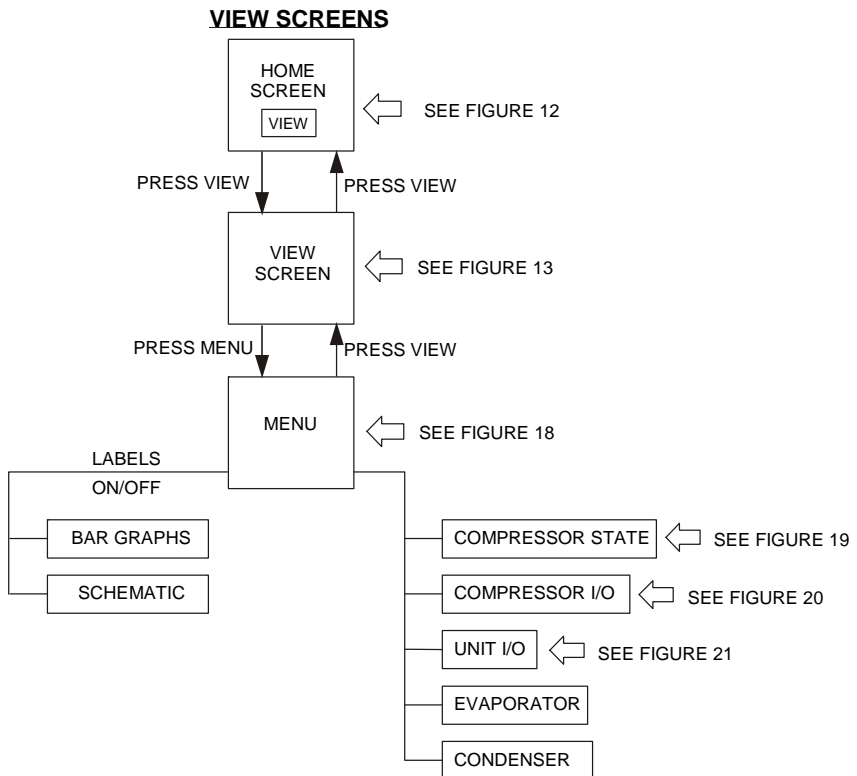 VIEW SCREENS
HOME
SCREEN
VIEW
SEE FIGURE 12
PRESS VIEW
PRESS VIEW
VIEW
SCREEN
SEE FIGURE 13
PRESS MENU
PRESS VIEW
MENU
SEE FIGURE 18
LABELS
ON/OFF
BAR GRAPHS
SCHEMATIC
COMPRESSOR STATE
SEE FIGURE 19
COMPRESSOR I/O
SEE FIGURE 20
UNIT I/O
SEE FIGURE 21
EVAPORATOR
CONDENSER